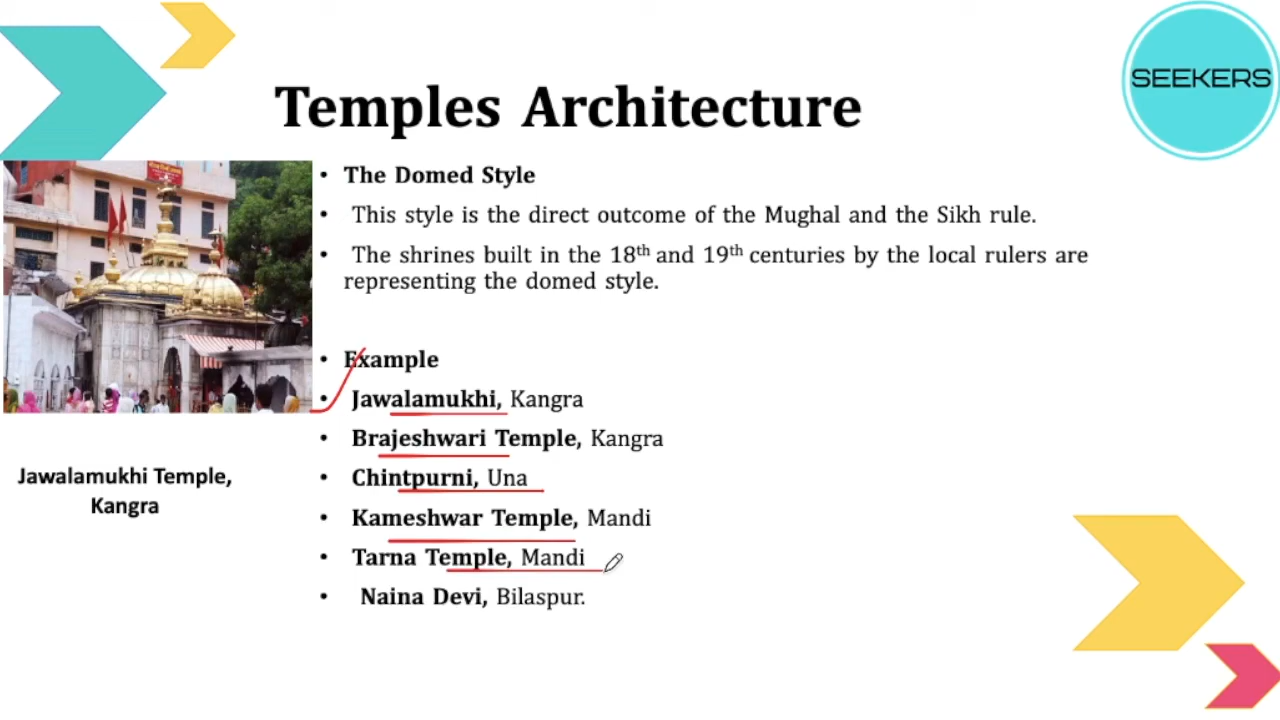 SEEKERS
Temples Architecture
• The Domed Style
• This style is the direct outcome of the Mughal and the Sikh rule.
• The shrines built in the 18th and 19th centuries by the local rulers are
representing the domed style.
• Example
• Jawalamukhi, Kangra
• Brajeshwari Temple, Kangra
• Chintpurni, Una
• Kameshwar Temple, Mandi
• Tarna Temple, Mandi
• Naina Devi, Bilaspur.
Jawalamukhi Temple,
Kangra